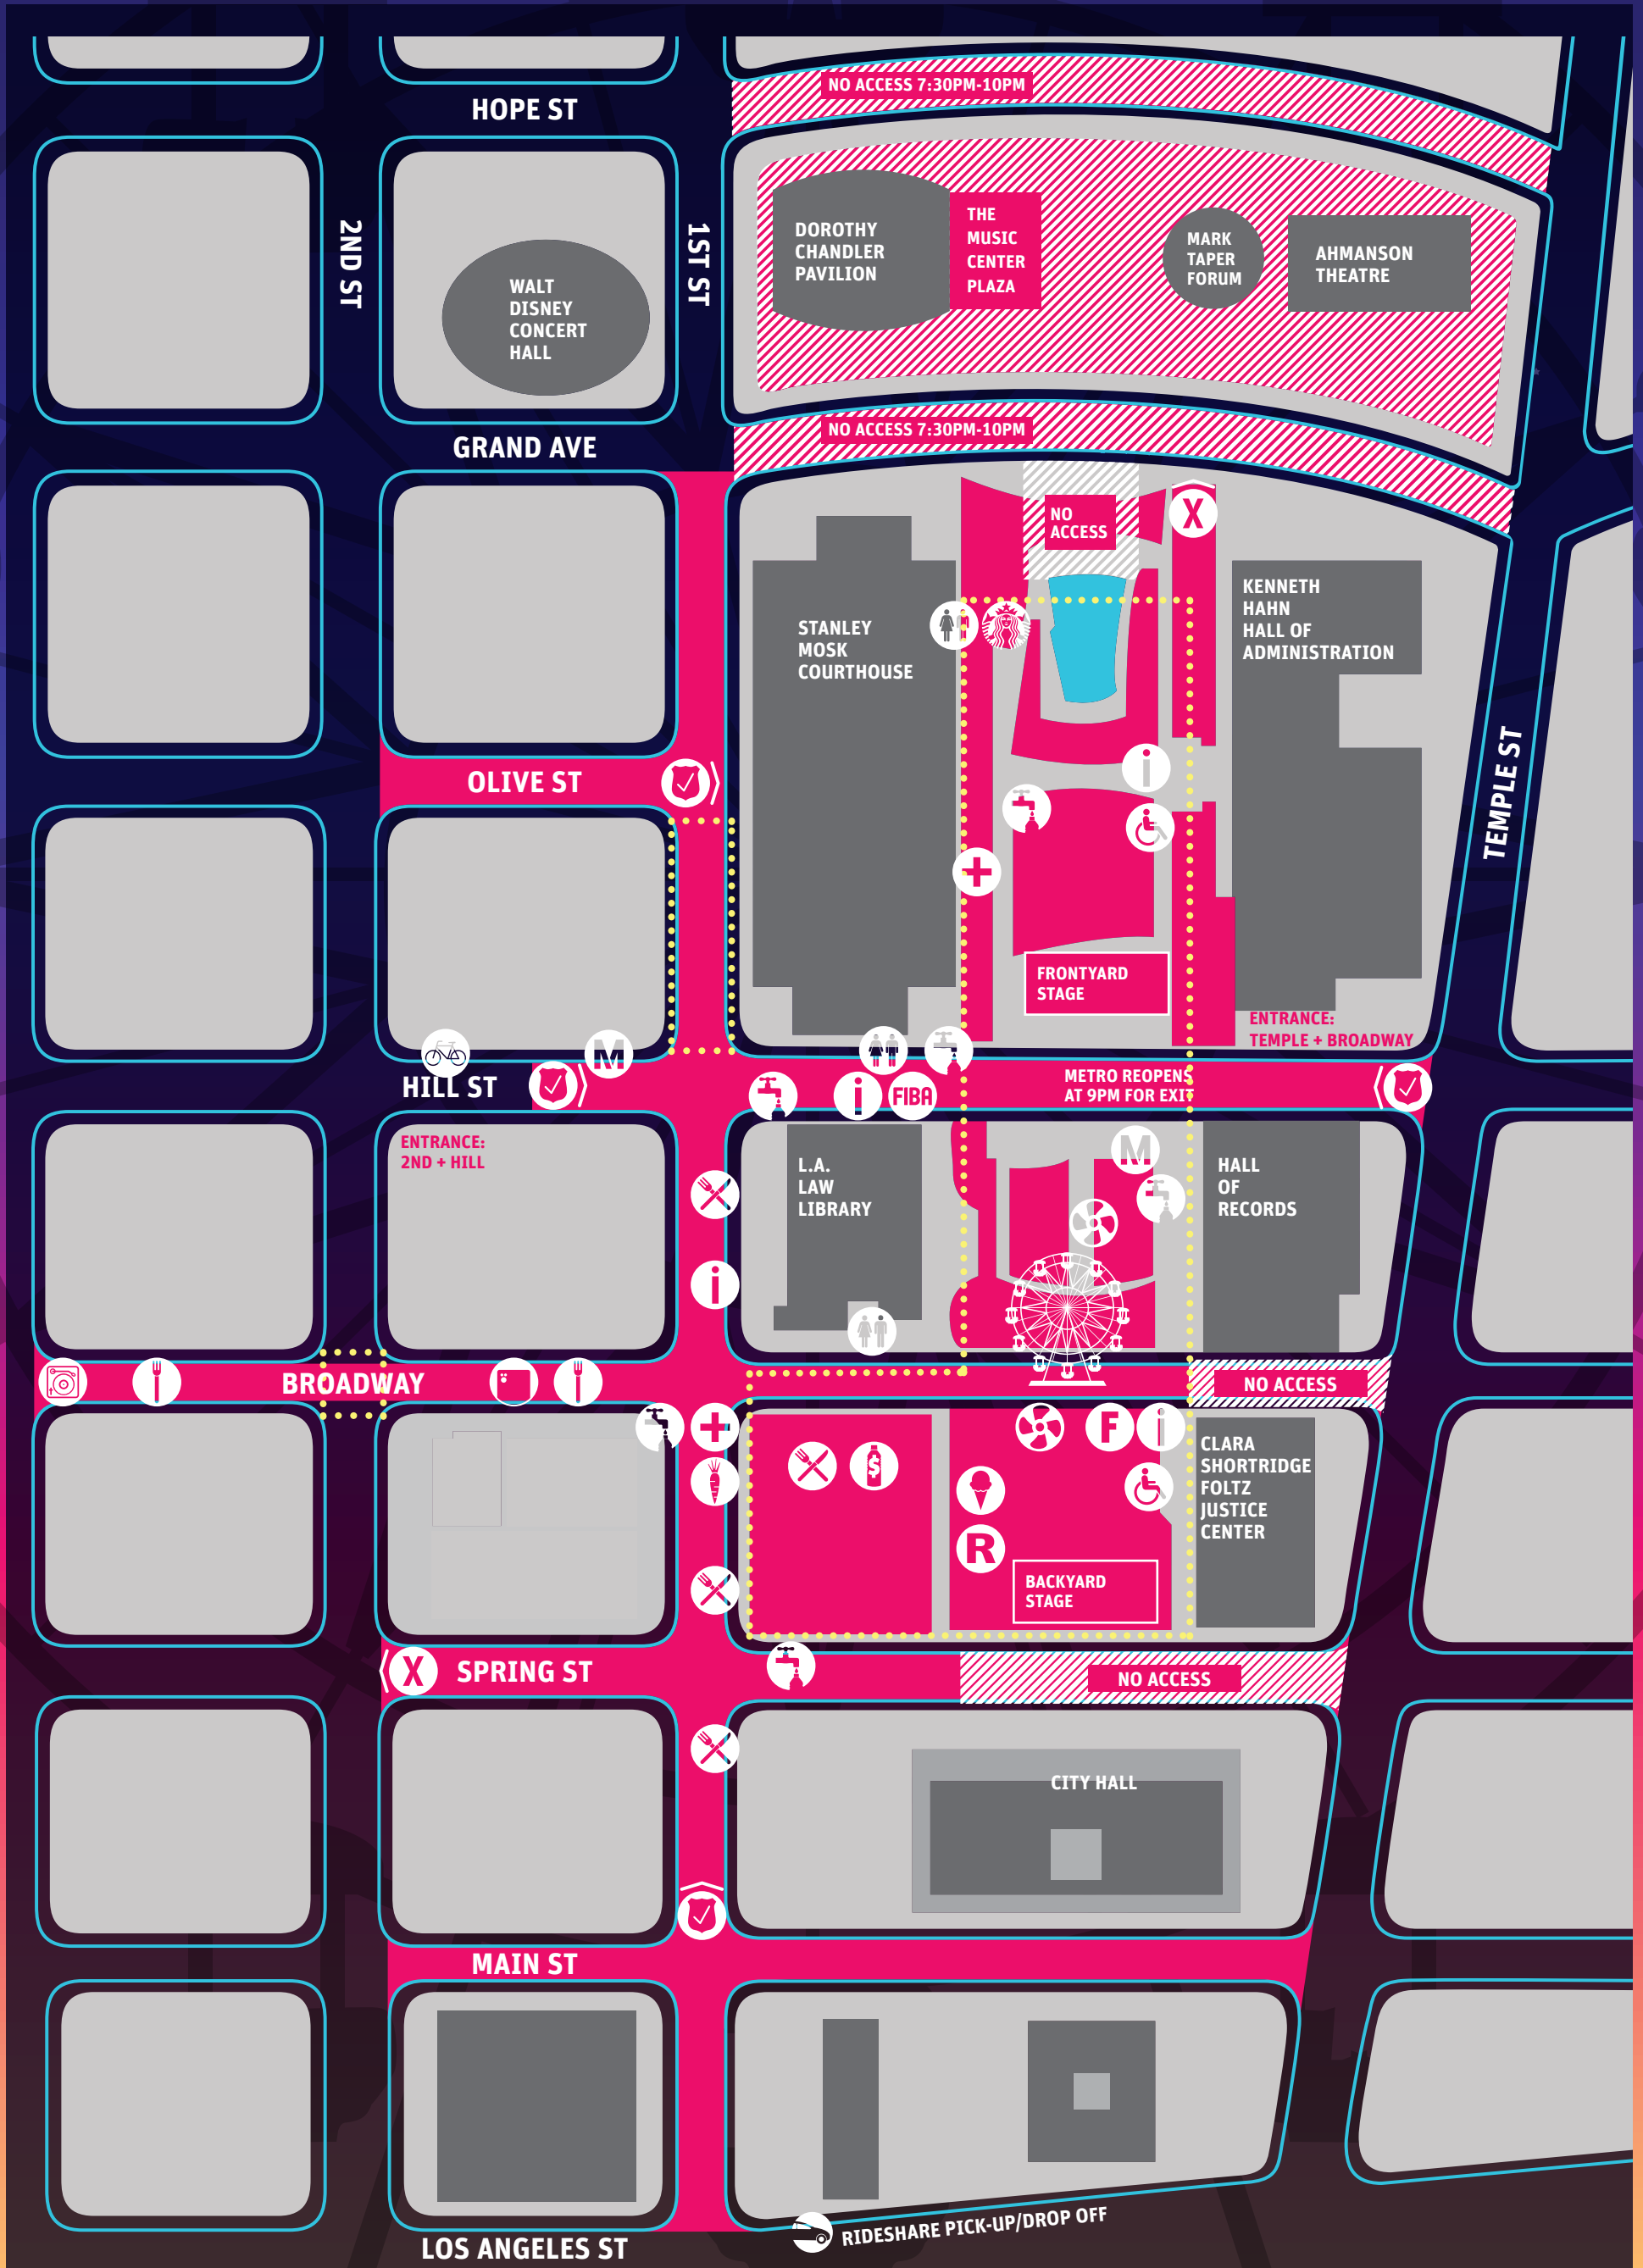 NO ACCESS 7:30PM-10PM
HOPE ST
2ND ST
1ST ST
WALT
DISNEY
CONCERT
HALL
DOROTHY
CHANDLER
PAVILION
THE
MUSIC
CENTER
PLAZA
MARK
TAPER
FORUM
AHMANSON
THEATRE
NO ACCESS 7:30PM-10PM
GRAND AVE
NO
ACCESS
X
STANLEY
MOSK
COURTHOUSE
KENNETH
HAHN
HALL OF
ADMINISTRATION
OLIVE ST
i
TEMPLE ST
FRONTYARD
STAGE
ENTRANCE:
TEMPLE + BROADWAY
M
HILL ST
i
FIBA
METRO REOPENS
AT 9PM FOR EXIT
ENTRANCE:
2ND + HILL
L.A.
LAW
LIBRARY
M
HALL
OF
RECORDS
i
BROADWAY
NO ACCESS
$
F
i
R
CLARA
SHORTRIDGE
FOLTZ
JUSTICE
CENTER
BACKYARD
STAGE
X
SPRING ST
NO ACCESS
CITY HALL
MAIN ST
RIDESHARE PICK-UP/DROP OFF
LOS ANGELES ST